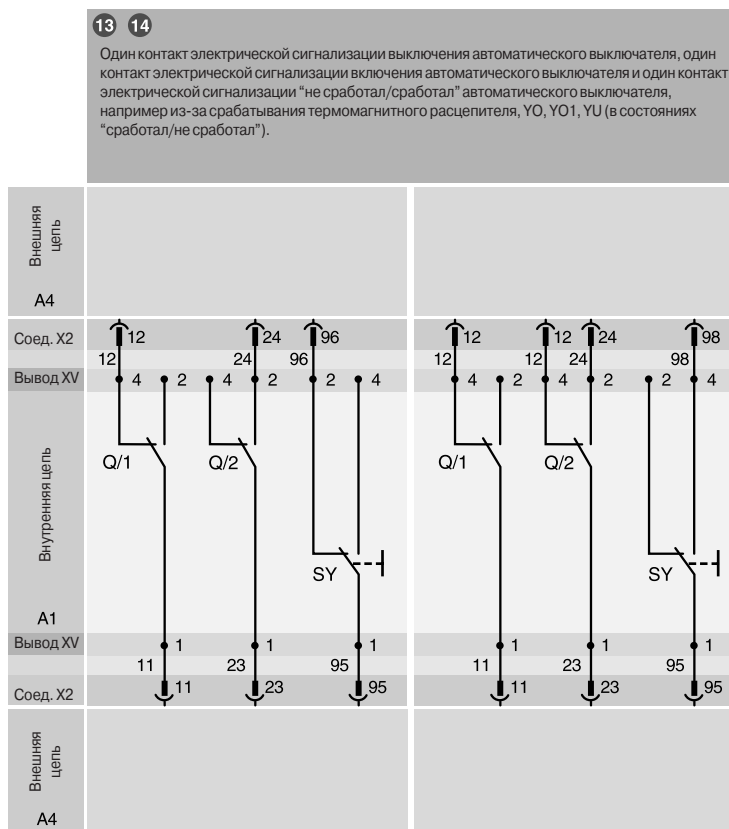 13 14
Один контакт электрической сигнализации выключения автоматического выключателя, один
контакт электрической сигнализации включения автоматического выключателя и один контакт
электрической сигнализации “не сработал/сработал” автоматического выключателя,
например из-за срабатывания термомагнитного расцепителя, YO, YO1, YU (в состояниях
“сработал/не сработал”).
Внешняя
цепь
A4
Соед. X2
12 24 96 12 12 24 98
12 24 96 12 12 24 98
Вывод XV
4 2 4 2 2 4 4 2 4 2 2 4
Q/1 Q/2 Q/1 Q/2
Внутренняя цепь
SY SY
A1
Вывод XV
1 1 1 1 1 1
11 23 95 11 23 95
Соед. X2
11 23 95 11 23 95
Внешняя
цепь
A4